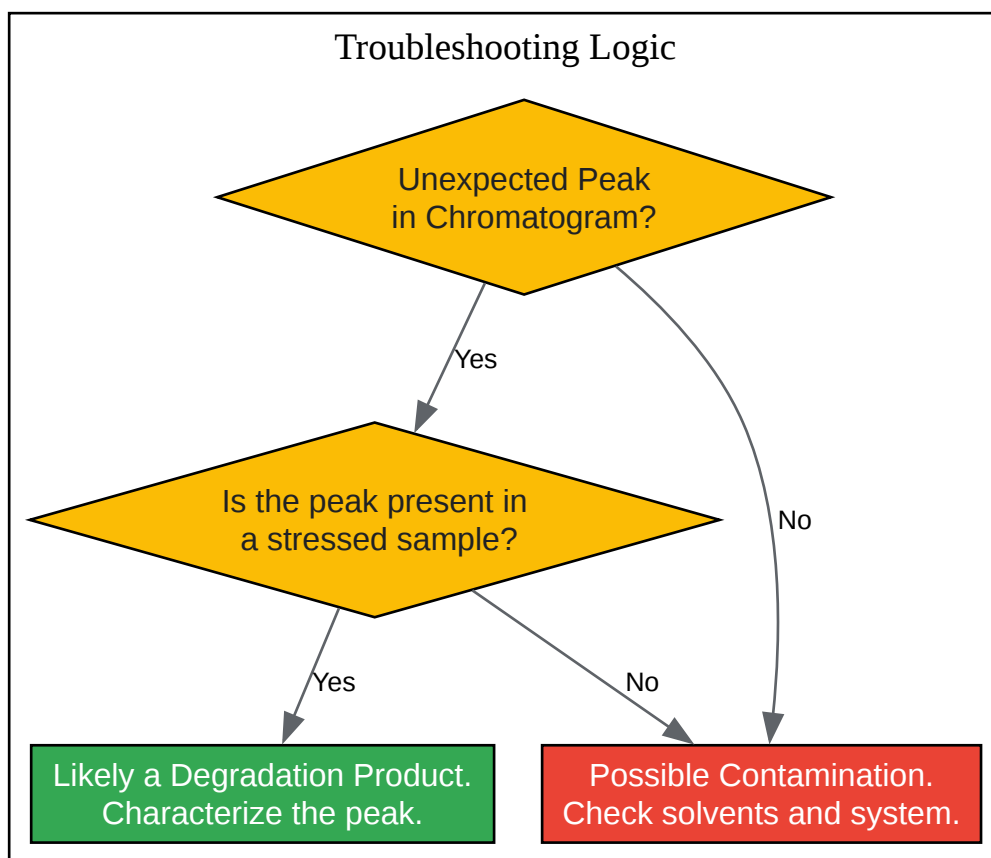 Troubleshooting Logic
Unexpected Peak
in Chromatogram?
Yes
Is the peak present in
a stressed sample?
No
Yes
No
Likely a Degradation Product.
Characterize the peak.
Possible Contamination.
Check solvents and system.